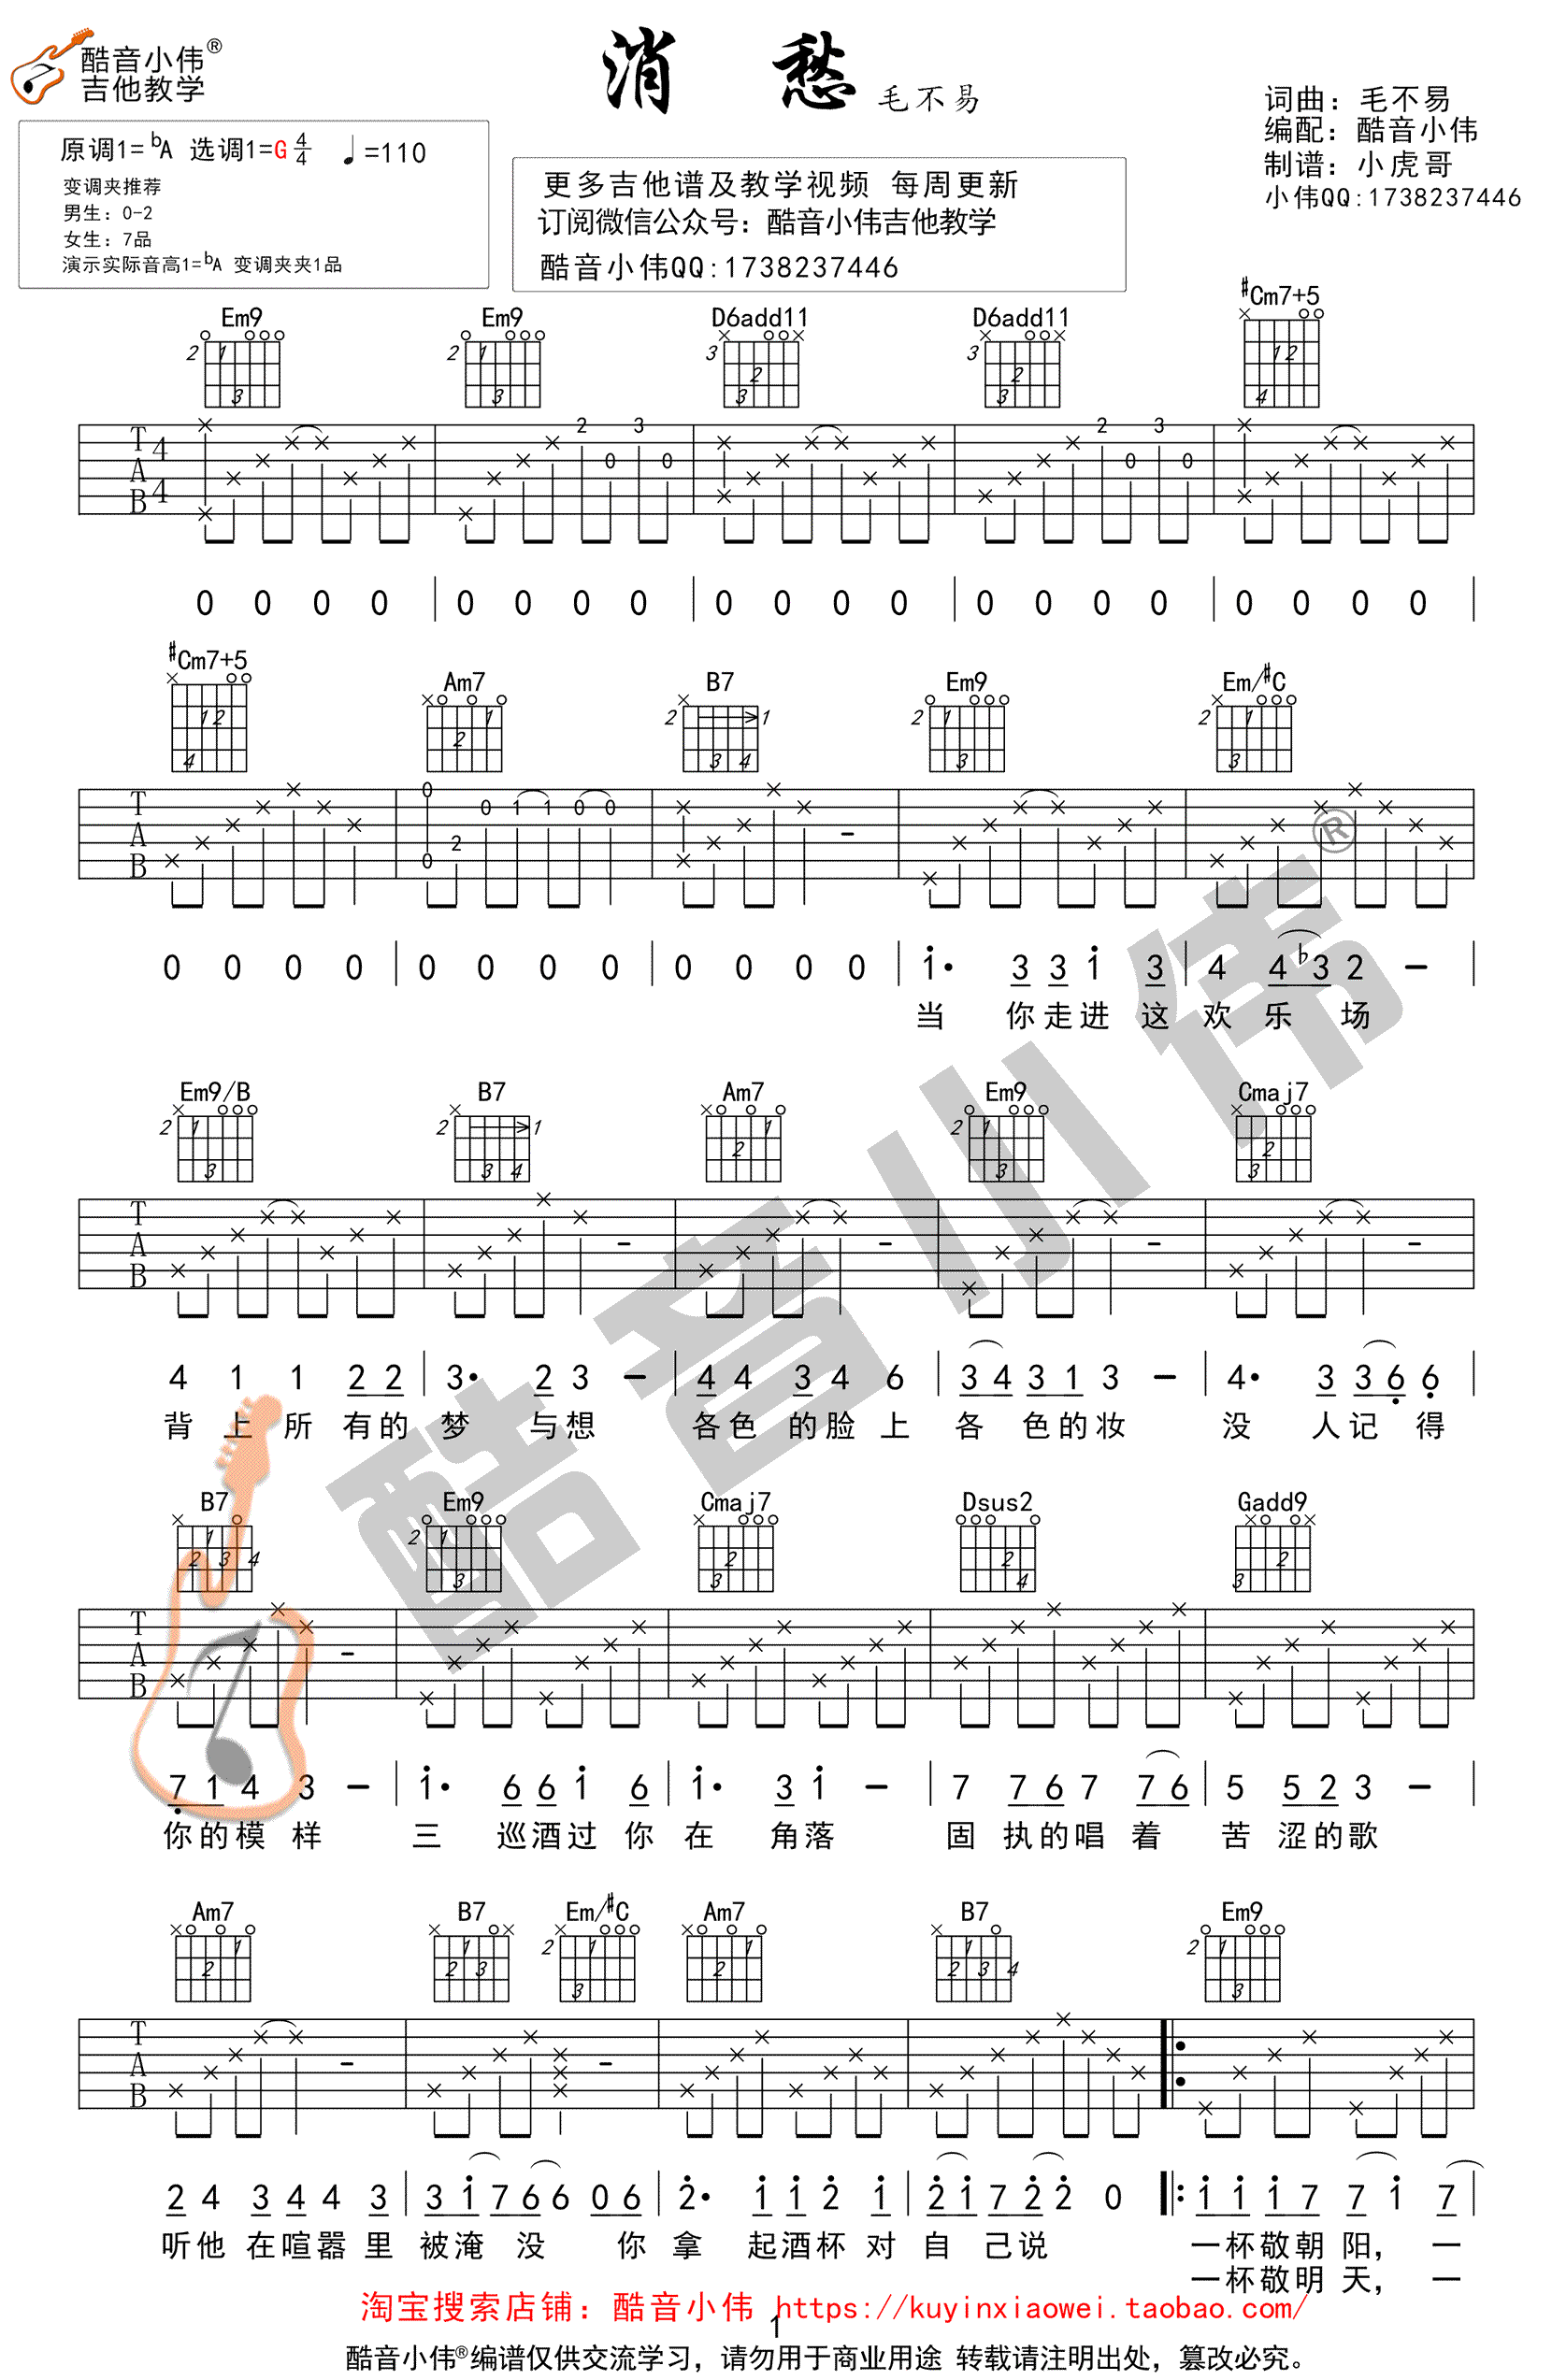 酷音小伟®
吉他教学
消 愁 毛不易
词曲：毛不易
编配：酷音小伟
制谱：小虎哥
小伟QQ:1738237446
原调1=bA 选调1=G 4/4 ♩=110
变调夹推荐
男生：0-2
女生：7品
演示实际音高1=bA 变调夹夹1品
更多吉他谱及教学视频 每周更新
订阅微信公众号：酷音小伟吉他教学
酷音小伟QQ:1738237446
Em9 Em9 D6add11 D6add11 #Cm7+5
0 0 0 0 | 0 0 0 0 | 0 0 0 0 | 0 0 0 0 | 0 0 0 0 |
#Cm7+5 Am7 B7 Em9 Em/#C
0 0 0 0 | 0 0 0 0 | 0 0 0 0 | 1· 3 3 1 3 | 4 4 b3 2 - |
当 你走进 这 欢 乐 场
Em9/B B7 Am7 Em9 Cmaj7
4 1 1 2 2 | 3· 2 3 - | 4 4 3 4 6 | 3 4 3 1 3 - | 4· 3 3 6 6 |
背 上 所 有的 梦 与想 各色 的脸 上 各 色的妆 没 人记 得
B7 Em9 Cmaj7 Dsus2 Gadd9
7 1 4 3 - | 1· 6 6 1 6 | 1· 3 1 - | 7 7 6 7 7 6 | 5 5 2 3 - |
你的模 样 三 巡酒过 你 在 角落 固 执的唱 着 苦 涩的歌
Am7 B7 Em/#C Am7 B7 Em9
2 4 3 4 4 3 | 3 1 7 6 6 0 6 | 2· 1 1 2 1 | 2 1 7 2 2 0 |: 1 1 1 7 7 1 7 |
听他 在喧嚣 里 被淹 没 你 拿 起酒杯 对 自 己说 一杯敬朝 阳， 一
一杯敬明 天， 一
淘宝搜索店铺：酷音小伟 https://kuyinxiaowei.taobao.com/
1
酷音小伟®编谱仅供交流学习，请勿用于商业用途 转载请注明出处，篡改必究。
酷音小伟®